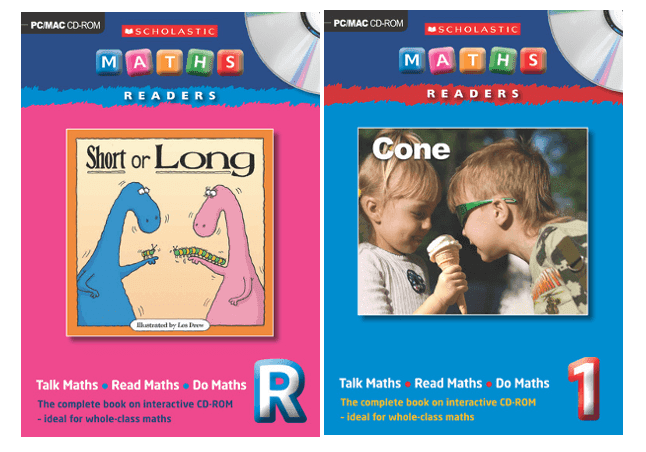 PC/MAC CD-ROM
SCHOLASTIC
MATHS
READERS
Short or Long
Illustrated by Len Drew
Talk Maths • Read Maths • Do Maths
The complete book on interactive CD-ROM
– ideal for whole-class maths
R
PC/MAC CD-ROM
SCHOLASTIC
MATHS
READERS
Cone
Talk Maths • Read Maths • Do Maths
The complete book on interactive CD-ROM
– ideal for whole-class maths
1